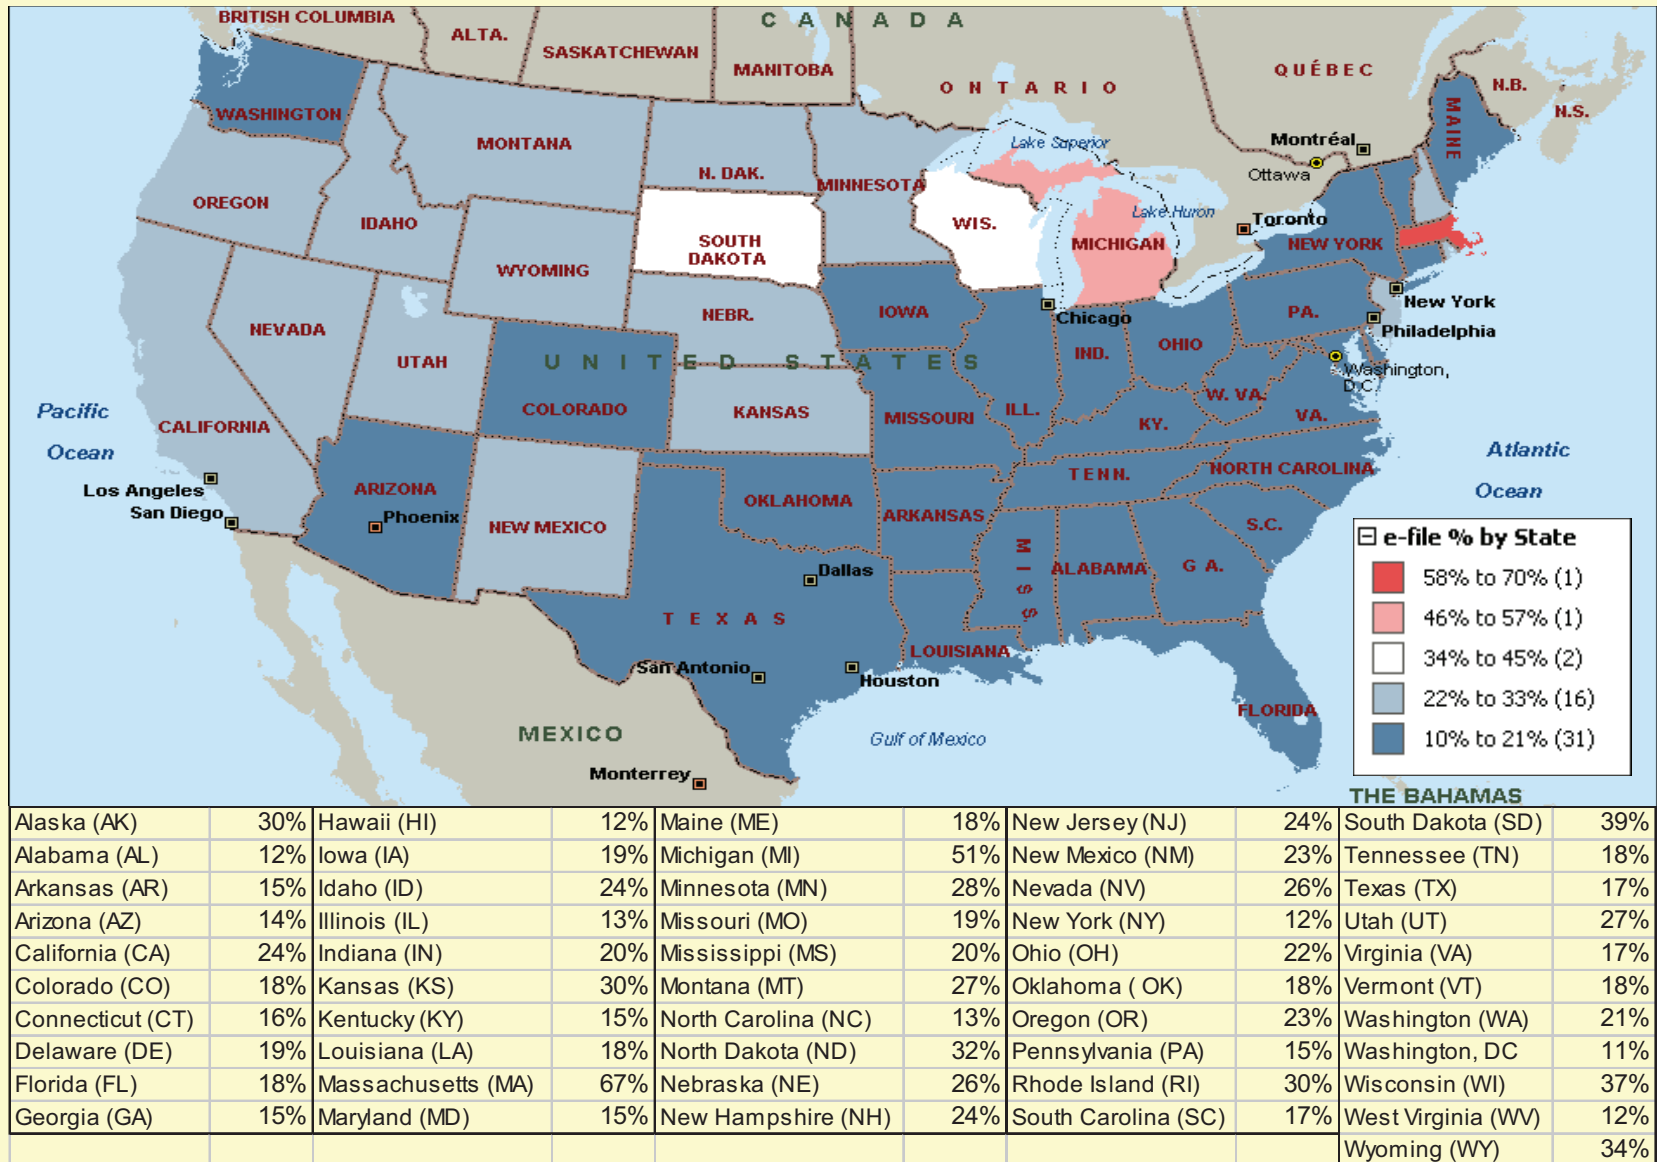 BRITISH COLUMBIA
ALTA.
SASKATCHEWAN
MANITOBA
CANADA
ONTARIO
QUÉBEC
N.B.
N.S.
WASHINGTON
MONTANA
N. DAK.
MINNESOTA
Lake Superior
Montréal
Ottawa
MAINE
OREGON
IDAHO
WYOMING
SOUTH
DAKOTA
WIS.
MICHIGAN
Lake Huron
Toronto
NEW YORK
NEVADA
UTAH
NEBR.
IOWA
Chicago
IND.
OHIO
PA.
New York
Philadelphia
UNITED STATES
Washington,
D.C.
Pacific
Ocean
CALIFORNIA
COLORADO
KANSAS
MISSOURI
ILL.
KY.
W. VA.
VA.
Atlantic
Ocean
Los Angeles
San Diego
ARIZONA
Phoenix
NEW MEXICO
OKLAHOMA
ARKANSAS
TENN.
NORTH CAROLINA
S.C.
MISS
ALABAMA
GA.
Dallas
TEXAS
LOUISIANA
San Antonio
Houston
FLORIDA
MEXICO
Gulf of Mexico
Monterrey
THE BAHAMAS
e-file % by State
58% to 70% (1)
46% to 57% (1)
34% to 45% (2)
22% to 33% (16)
10% to 21% (31)
Alaska (AK) 30% Hawaii (HI) 12% Maine (ME) 18% New Jersey (NJ) 24% South Dakota (SD) 39%
Alabama (AL) 12% Iowa (IA) 19% Michigan (MI) 51% New Mexico (NM) 23% Tennessee (TN) 18%
Arkansas (AR) 15% Idaho (ID) 24% Minnesota (MN) 28% Nevada (NV) 26% Texas (TX) 17%
Arizona (AZ) 14% Illinois (IL) 13% Missouri (MO) 19% New York (NY) 12% Utah (UT) 27%
California (CA) 24% Indiana (IN) 20% Mississippi (MS) 20% Ohio (OH) 22% Virginia (VA) 17%
Colorado (CO) 18% Kansas (KS) 30% Montana (MT) 27% Oklahoma ( OK) 18% Vermont (VT) 18%
Connecticut (CT) 16% Kentucky (KY) 15% North Carolina (NC) 13% Oregon (OR) 23% Washington (WA) 21%
Delaware (DE) 19% Louisiana (LA) 18% North Dakota (ND) 32% Pennsylvania (PA) 15% Washington, DC 11%
Florida (FL) 18% Massachusetts (MA) 67% Nebraska (NE) 26% Rhode Island (RI) 30% Wisconsin (WI) 37%
Georgia (GA) 15% Maryland (MD) 15% New Hampshire (NH) 24% South Carolina (SC) 17% West Virginia (WV) 12%
Wyoming (WY) 34%